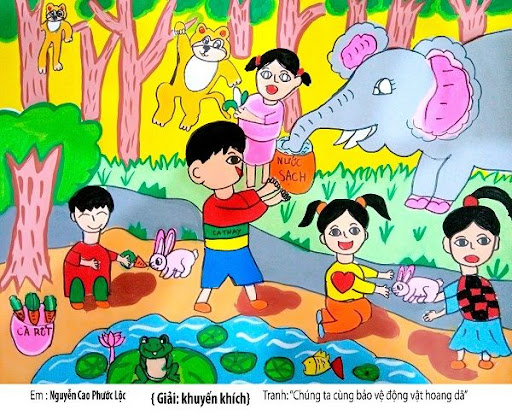 NƯỚC
SẠCH
CATHAY
CÀ RỐT
Em : Nguyễn Cao Phước Lộc
{ Giải: khuyến khích}
Tranh: “Chúng ta cùng bảo vệ động vật hoang dã”